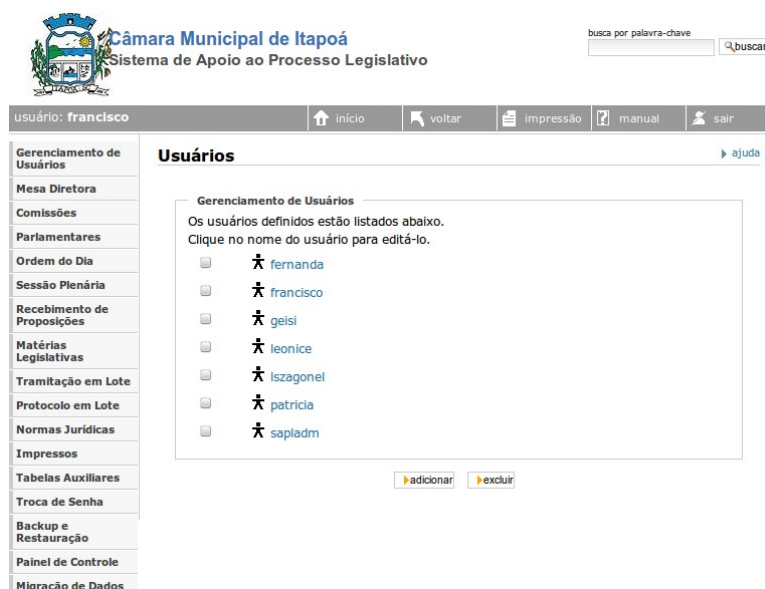 Câmara Municipal de Itapoá
Sistema de Apoio ao Processo Legislativo
busca por palavra-chave
buscar
usuário: francisco
início
voltar
impressão
manual
sair
Gerenciamento de
Usuários
Mesa Diretora
Comissões
Parlamentares
Ordem do Dia
Sessão Plenária
Recebimento de
Proposições
Matérias
Legislativas
Tramitação em Lote
Protocolo em Lote
Normas Jurídicas
Impressos
Tabelas Auxiliares
Troca de Senha
Backup e
Restauração
Painel de Controle
Migração de Dados
Usuários
ajuda
Gerenciamento de Usuários
Os usuários definidos estão listados abaixo.
Clique no nome do usuário para editá-lo.
fernanda
francisco
geisi
leonice
lszagonel
patricia
sapladm
adicionar
excluir